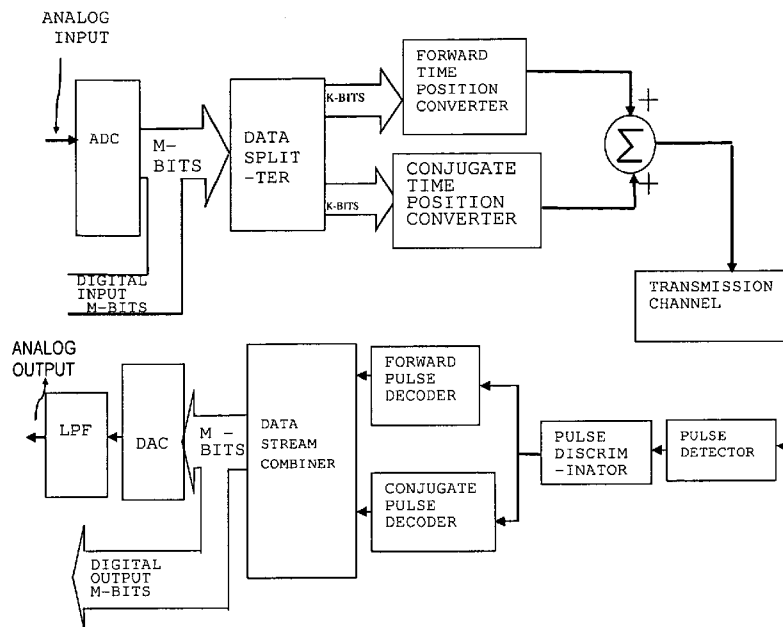 ANALOG
INPUT
ADC
M-
BITS
DIGITAL
INPUT
M-BITS
DATA
SPLIT
-TER
K-BITS
K-BITS
FORWARD
TIME
POSITION
CONVERTER
CONJUGATE
TIME
POSITION
CONVERTER
+
Σ
+
TRANSMISSION
CHANNEL
ANALOG
OUTPUT
LPF
DAC
M -
BITS
DIGITAL
OUTPUT
M-BITS
DATA
STREAM
COMBINER
FORWARD
PULSE
DECODER
CONJUGATE
PULSE
DECODER
PULSE
DISCRIM
-INATOR
PULSE
DETECTOR